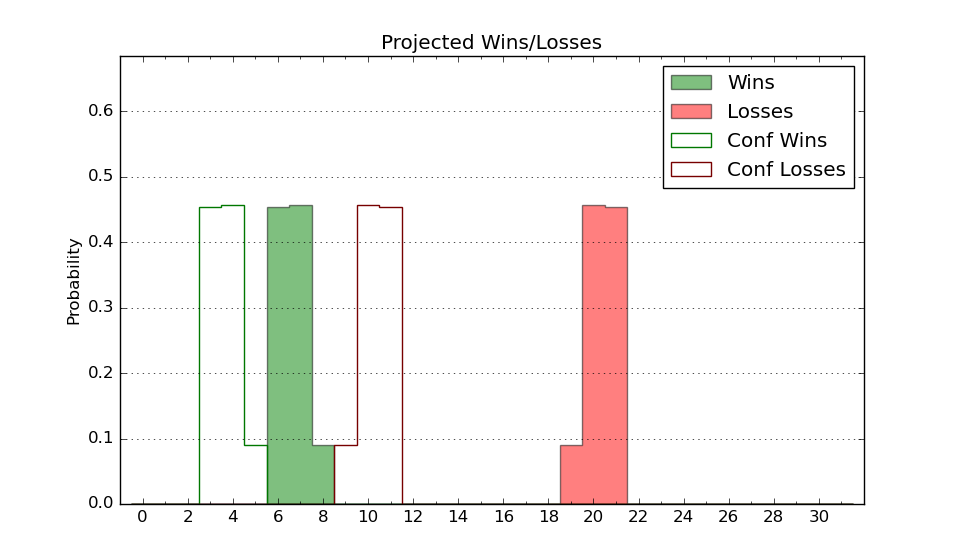 Projected Wins/Losses
Wins
Losses
Conf Wins
Conf Losses
Probability
0.6
0.5
0.4
0.3
0.2
0.1
0.0
0 2 4 6 8 10 12 14 16 18 20 22 24 26 28 30